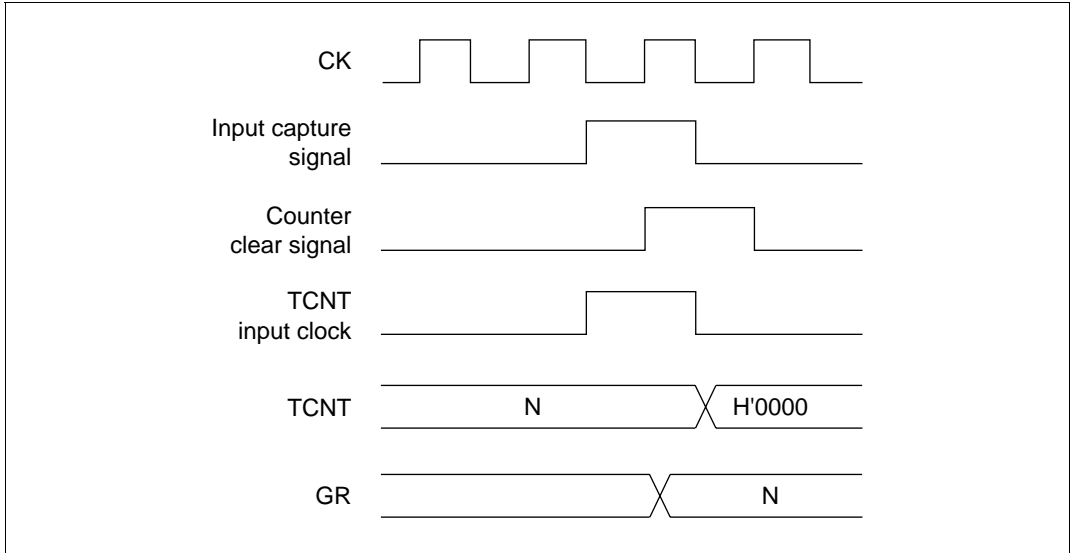 CK
Input capture
signal
Counter
clear signal
TCNT
input clock
TCNT
N
H'0000
GR
N